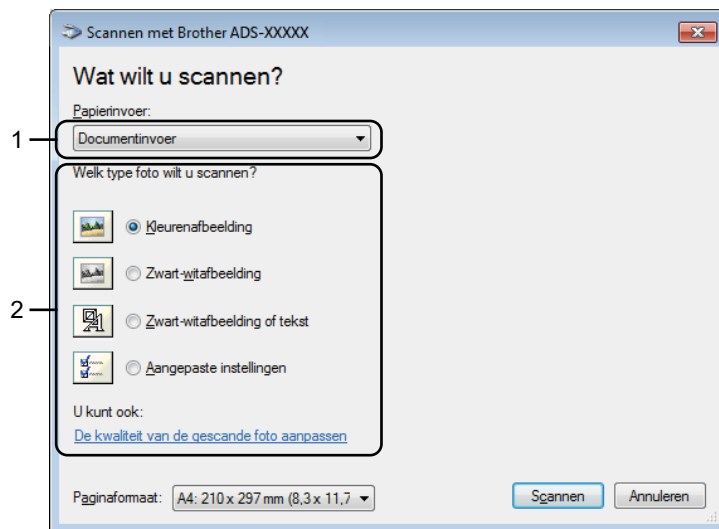 Scannen met Brother ADS-XXXXX
Wat wilt u scannen?
Papierinvoer:
1
Documentinvoer
Welk type foto wilt u scannen?
Kleurenafbeelding
Zwart-witafbeelding
2
Zwart-witafbeelding of tekst
Aangepaste instellingen
U kunt ook:
De kwaliteit van de gescande foto aanpassen
Paginaformaat: A4: 210 x 297 mm (8,3 x 11,7 Scannen Annuleren